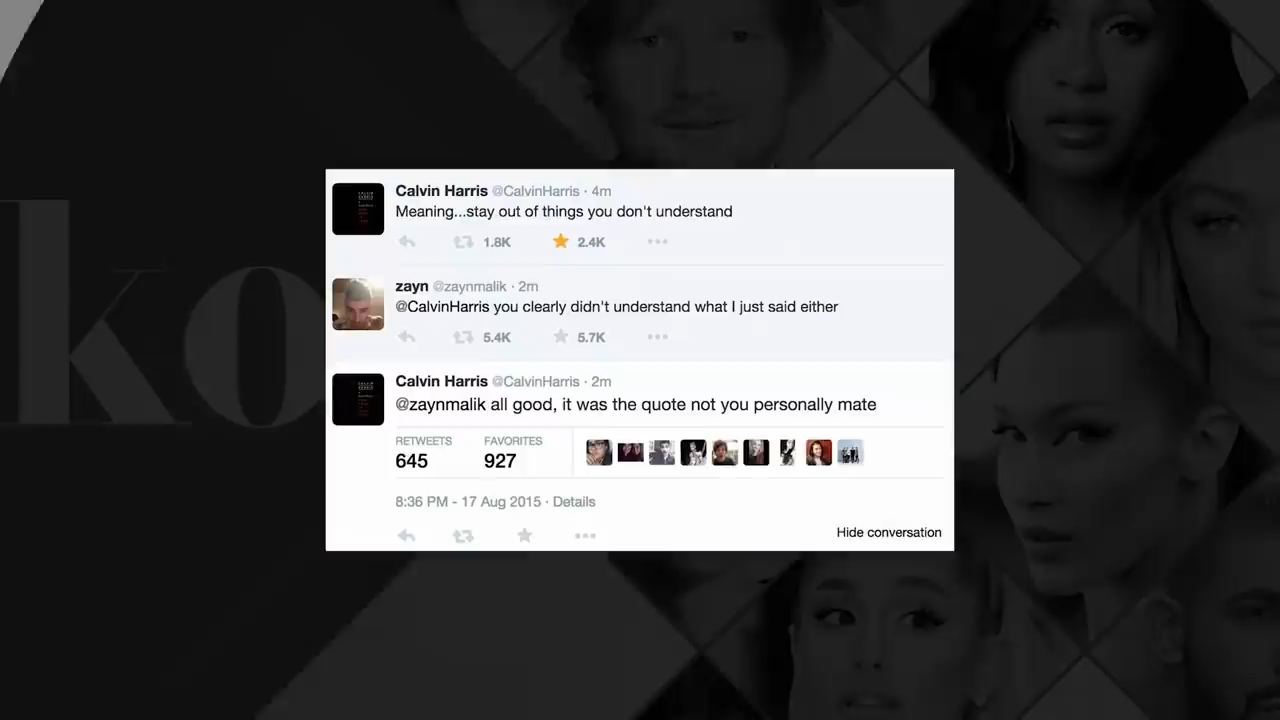 Calvin Harris @CalvinHarris · 4m
Meaning...stay out of things you don't understand
1.8K 2.4K
zayn @zaynmalik · 2m
@CalvinHarris you clearly didn't understand what I just said either
5.4K 5.7K
Calvin Harris @CalvinHarris · 2m
@zaynmalik all good, it was the quote not you personally mate
RETWEETS FAVORITES
645 927
8:36 PM - 17 Aug 2015 · Details
Hide conversation
ko